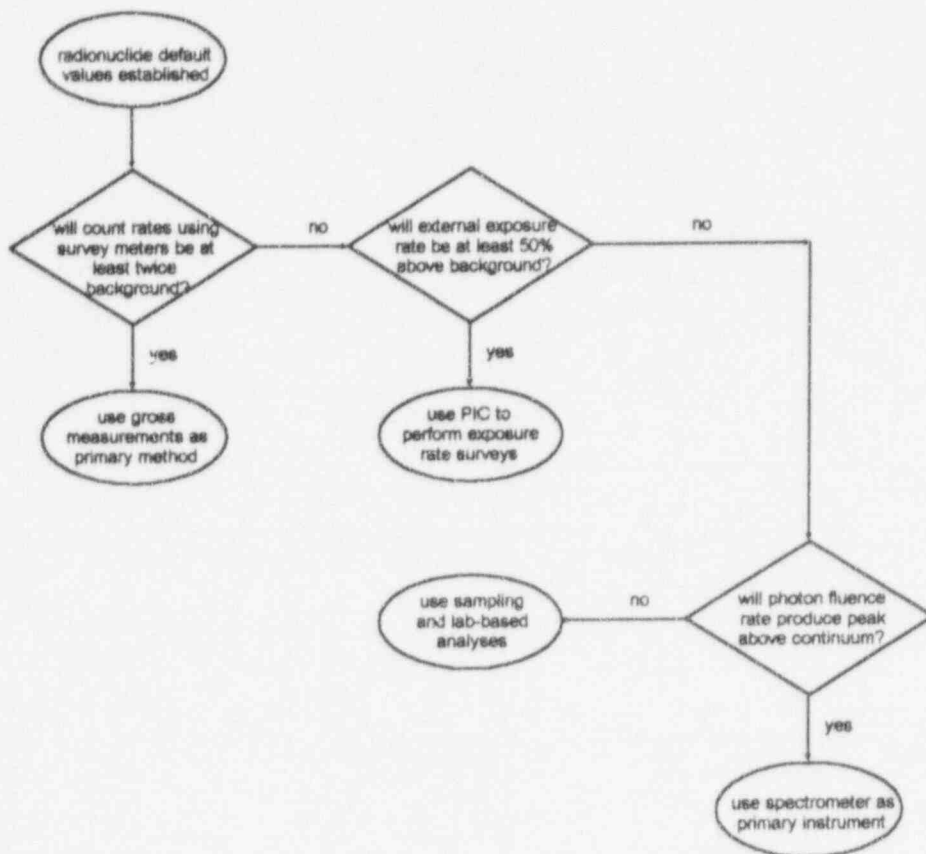 radionuclide default
values established
will count rates using
survey meters be at
least twice
background?
no
will external exposure
rate be at least 50%
above background?
no
yes
use gross
measurements as
primary method
yes
use PIC to
perform exposure
rate surveys
use sampling
and lab-based
analyses
no
will photon fluence
rate produce peak
above continuum?
yes
use spectrometer as
primary instrument